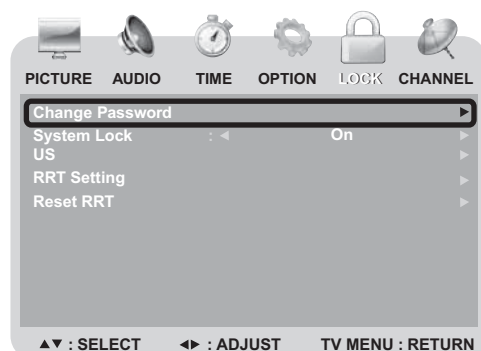 PICTURE AUDIO TIME OPTION LOCK CHANNEL
Change Password ▶
System Lock : ◀ On ▶
US ▶
RRT Setting ▶
Reset RRT ▶
▲▼ : SELECT ◀▶ : ADJUST TV MENU : RETURN